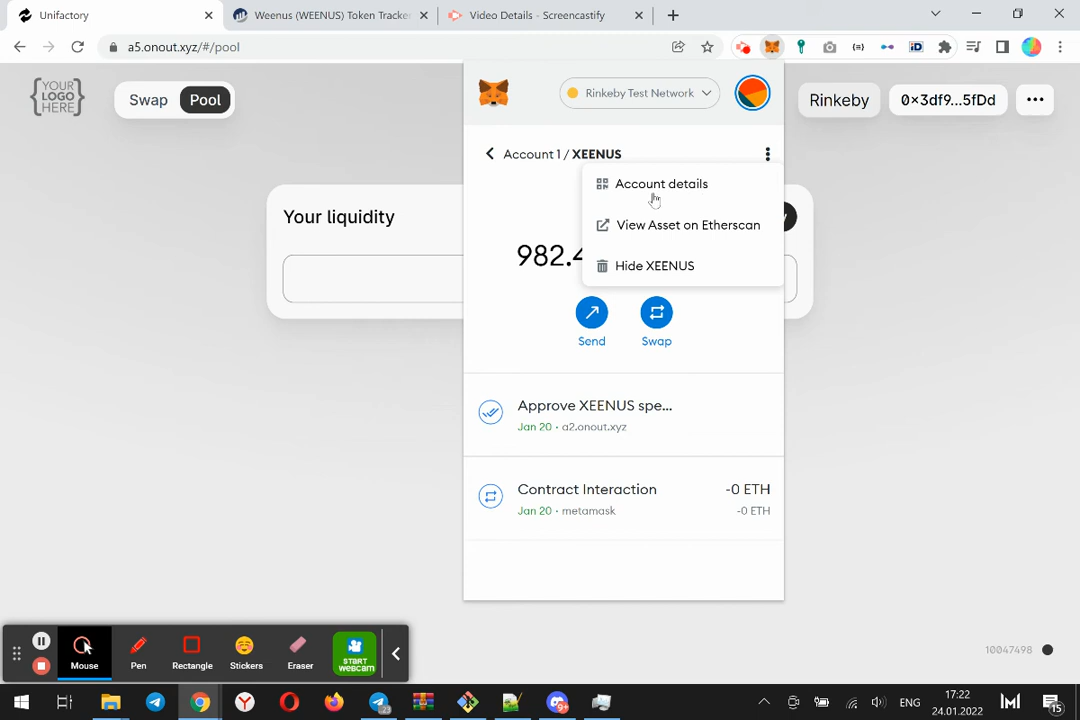 Unifactory
Weenus (WEENUS) Token Tracke
Video Details - Screencastify
a5.onout.xyz/#/pool
{YOUR LOGO HERE}
Swap
Pool
Rinkeby Test Network
Rinkeby
0×3df9...5fDd
Account 1 / XEENUS
Account details
View Asset on Etherscan
Hide XEENUS
Your liquidity
982.4
Send
Swap
Approve XEENUS spe...
Jan 20 · a2.onout.xyz
Contract Interaction
-0 ETH
Jan 20 · metamask
-0 ETH
10047498
Mouse
Pen
Rectangle
Stickers
Eraser
START WEBCAM
ENG
17:22
24.01.2022
15